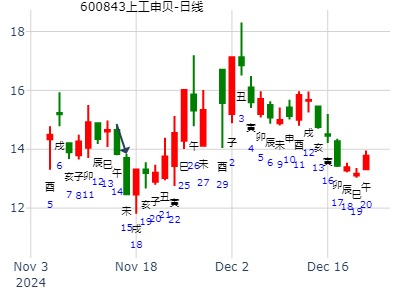 600843上工申贝-日线
18
16
14
12
酉
5
戌
6
亥
7
子
8
卯
11
辰
12
巳
13
午
14
未
15
戌
18
亥
19
子
20
丑
21
寅
22
巳
25
午
26
未
27
酉
29
子
2
丑
3
寅
4
卯
5
辰
6
未
9
申
10
酉
11
戌
12
亥
13
寅
16
卯
17
辰
18
巳
19
午
20
Nov 3
2024
Nov 18
Dec 2
Dec 16